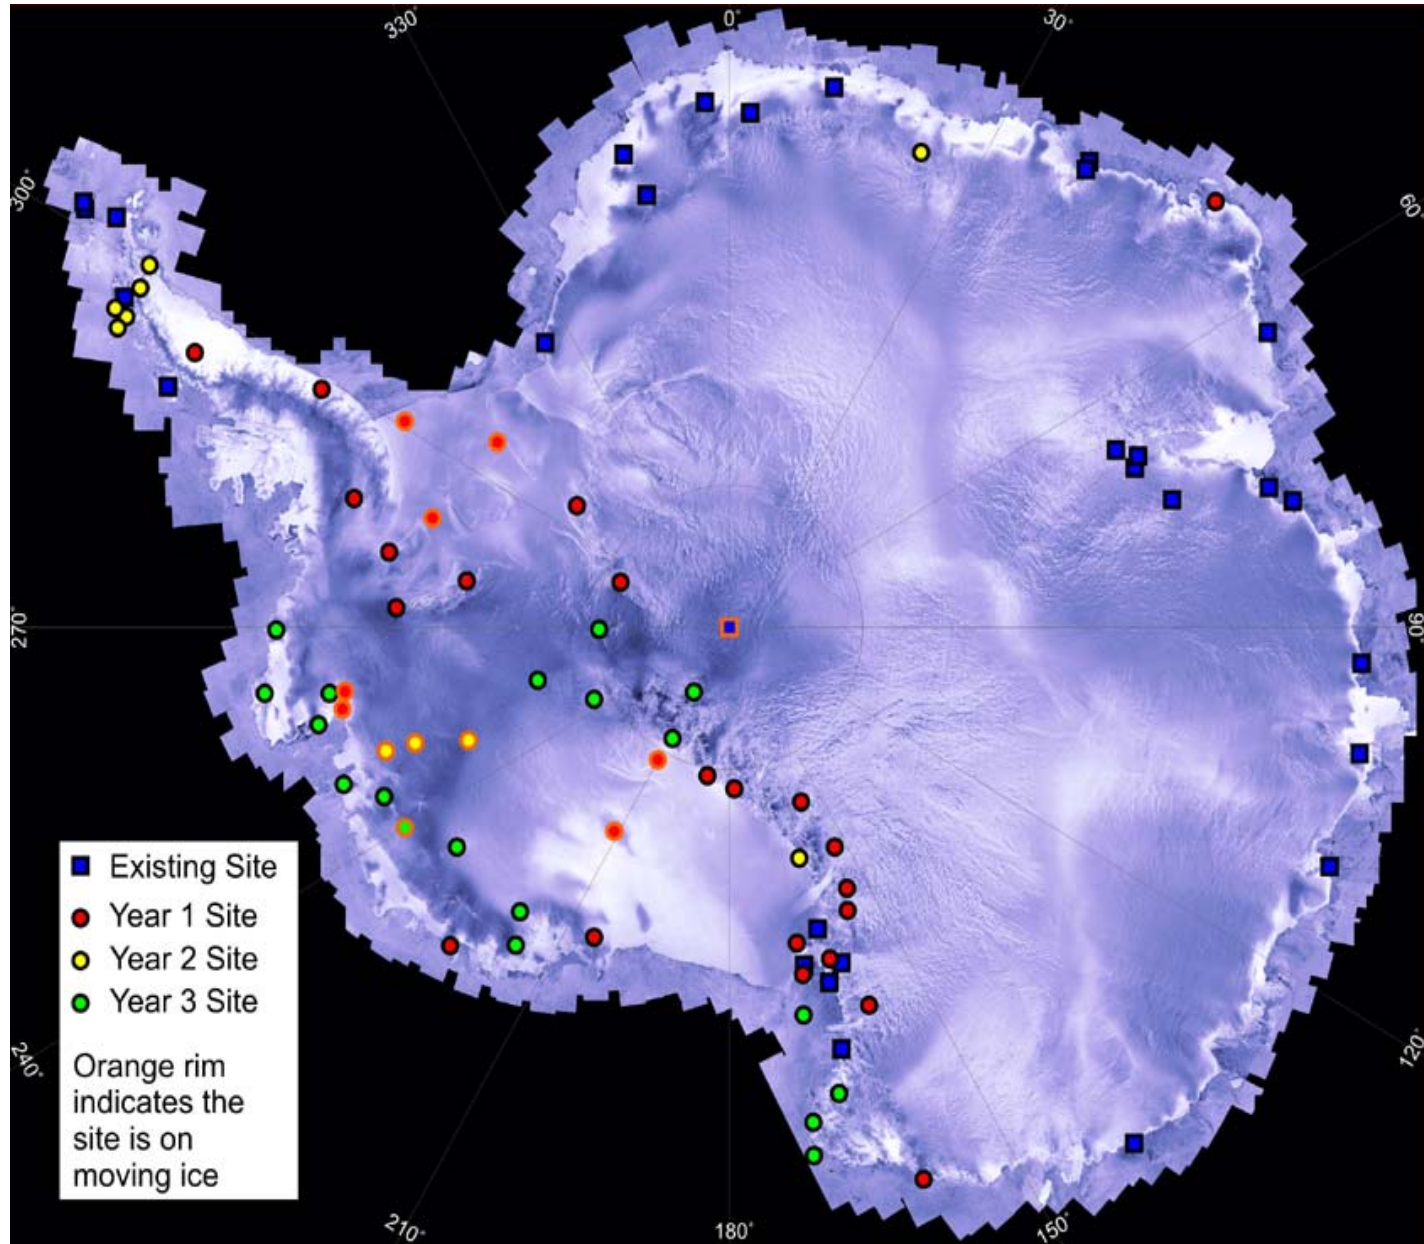 330°
0°
30°
300°
60°
270°
90°
Existing Site
Year 1 Site
Year 2 Site
Year 3 Site
Orange rim
indicates the
site is on
moving ice
240°
120°
210°
180°
150°